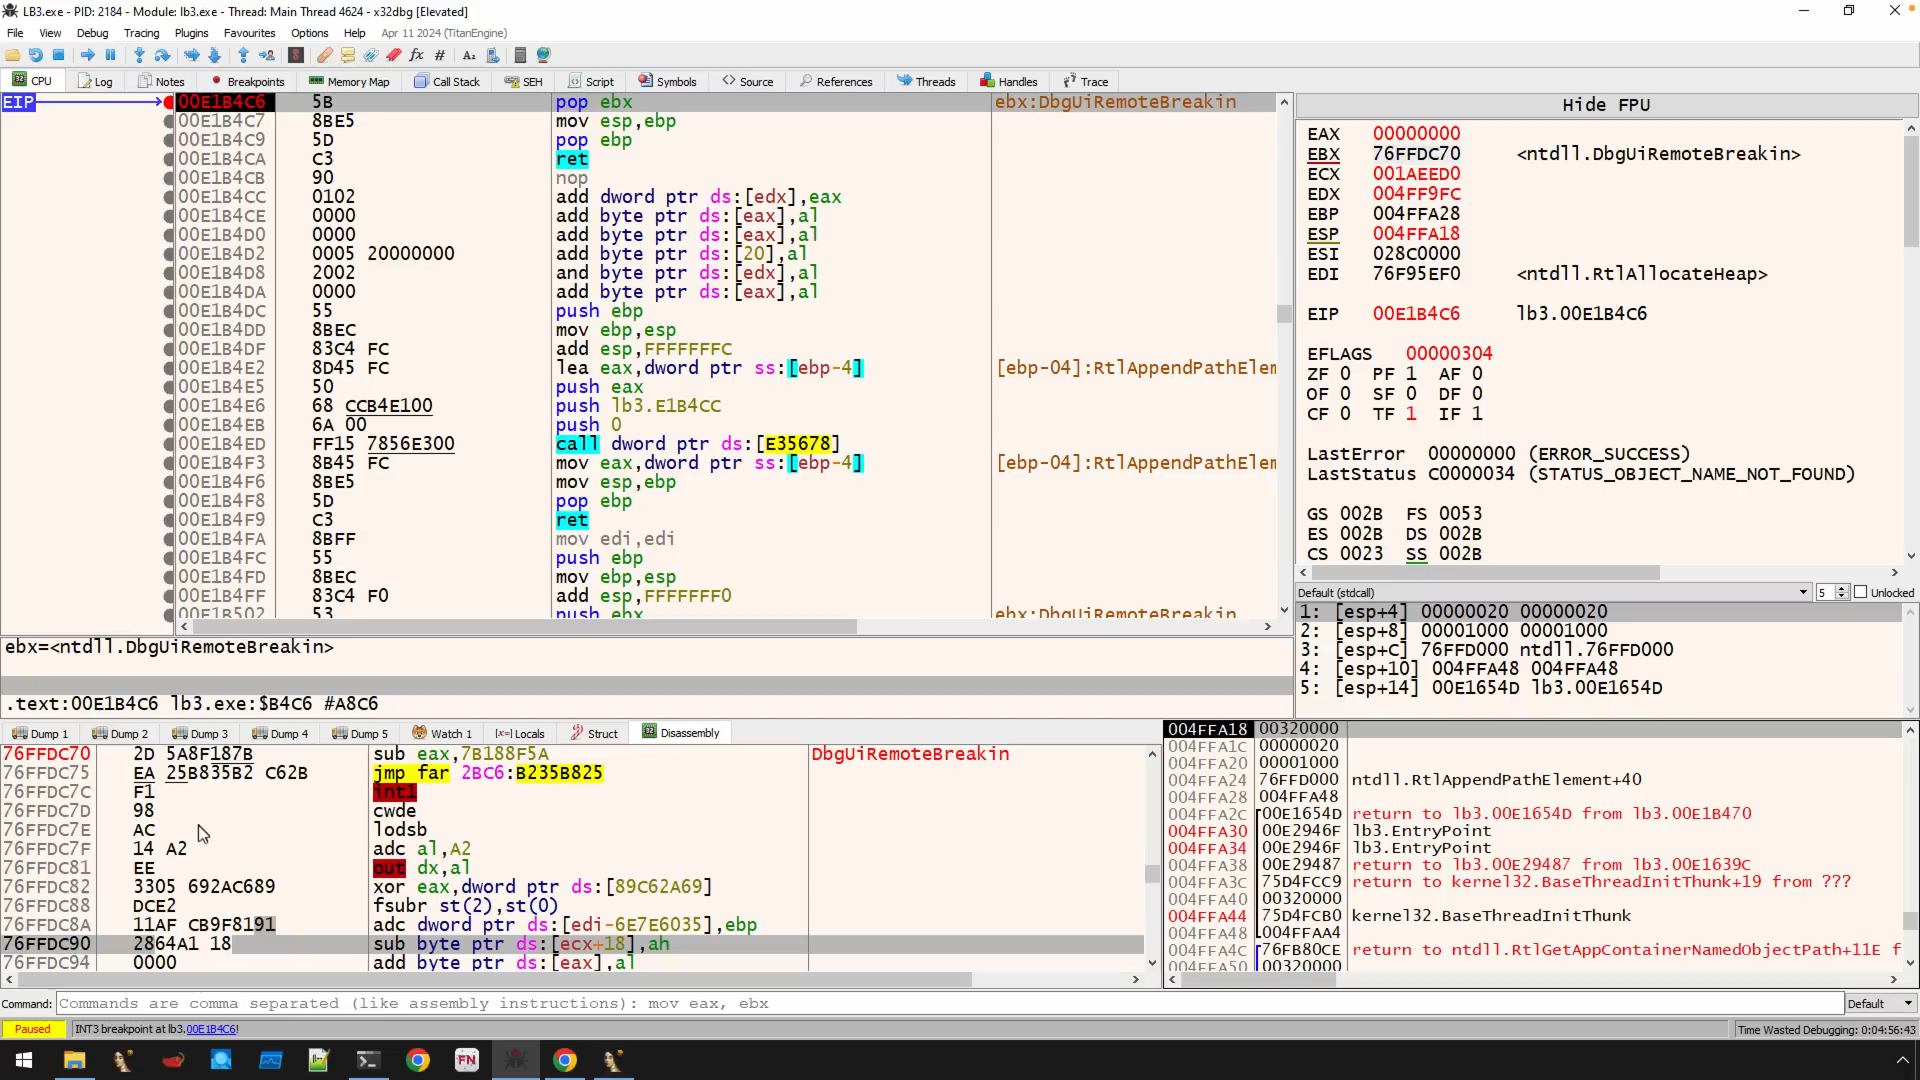 LB3.exe - PID: 2184 - Module: lb3.exe - Thread: Main Thread 4624 - x32dbg [Elevated]
File View Debug Tracing Plugins Favourites Options Help Apr 11 2024 (TitanEngine)
CPU Log Notes Breakpoints Memory Map Call Stack SEH Script Symbols Source References Threads Handles Trace
EIP 00E1B4C6 5B pop ebx ebx:DbgUiRemoteBreakin
00E1B4C7 8BE5 mov esp,ebp
00E1B4C9 5D pop ebp
00E1B4CA C3 ret
00E1B4CB 90 nop
00E1B4CC 0102 add dword ptr ds:[edx],eax
00E1B4CE 0000 add byte ptr ds:[eax],al
00E1B4D0 0000 add byte ptr ds:[eax],al
00E1B4D2 0005 20000000 add byte ptr ds:[20],al
00E1B4D8 2002 and byte ptr ds:[edx],al
00E1B4DA 0000 add byte ptr ds:[eax],al
00E1B4DC 55 push ebp
00E1B4DD 8BEC mov ebp,esp
00E1B4DF 83C4 FC add esp,FFFFFFFC
00E1B4E2 8D45 FC lea eax,dword ptr ss:[ebp-4] [ebp-04]:RtlAppendPathElem
00E1B4E5 50 push eax
00E1B4E6 68 CCB4E100 push lb3.E1B4CC
00E1B4EB 6A 00 push 0
00E1B4ED FF15 7856E300 call dword ptr ds:[E35678]
00E1B4F3 8B45 FC mov eax,dword ptr ss:[ebp-4] [ebp-04]:RtlAppendPathElem
00E1B4F6 8BE5 mov esp,ebp
00E1B4F8 5D pop ebp
00E1B4F9 C3 ret
00E1B4FA 8BFF mov edi,edi
00E1B4FC 55 push ebp
00E1B4FD 8BEC mov ebp,esp
00E1B4FF 83C4 F0 add esp,FFFFFFF0
00E1B502 53 push ebx ebx:DbgUiRemoteBreakin
Hide FPU
EAX 00000000
EBX 76FFDC70 <ntdll.DbgUiRemoteBreakin>
ECX 001AEED0
EDX 004FF9FC
EBP 004FFA28
ESP 004FFA18
ESI 028C0000
EDI 76F95EF0 <ntdll.RtlAllocateHeap>
EIP 00E1B4C6 lb3.00E1B4C6
EFLAGS 00000304
ZF 0 PF 1 AF 0
OF 0 SF 0 DF 0
CF 0 TF 1 IF 1
LastError 00000000 (ERROR_SUCCESS)
LastStatus C0000034 (STATUS_OBJECT_NAME_NOT_FOUND)
GS 002B FS 0053
ES 002B DS 002B
CS 0023 SS 002B
Default (stdcall) 5 Unlocked
1: [esp+4] 00000020 00000020
2: [esp+8] 00001000 00001000
3: [esp+C] 76FFD000 ntdll.76FFD000
4: [esp+10] 004FFA48 004FFA48
5: [esp+14] 00E1654D lb3.00E1654D
ebx=<ntdll.DbgUiRemoteBreakin>
.text:00E1B4C6 lb3.exe:$B4C6 #A8C6
Dump 1 Dump 2 Dump 3 Dump 4 Dump 5 Watch 1 [x=] Locals Struct Disassembly
76FFDC70 2D 5A8F187B sub eax,7B188F5A DbgUiRemoteBreakin
76FFDC75 EA 25B835B2 C62B jmp far 2BC6:B235B825
76FFDC7C F1 int1
76FFDC7D 98 cwde
76FFDC7E AC lodsb
76FFDC7F 14 A2 adc al,A2
76FFDC81 EE out dx,al
76FFDC82 3305 692AC689 xor eax,dword ptr ds:[89C62A69]
76FFDC88 DCE2 fsubr st(2),st(0)
76FFDC8A 11AF CB9F8191 adc dword ptr ds:[edi-6E7E6035],ebp
76FFDC90 2864A1 18 sub byte ptr ds:[ecx+18],ah
76FFDC94 0000 add byte ptr ds:[eax],al
004FFA18 00320000
004FFA1C 00000020
004FFA20 00001000
004FFA24 76FFD000 ntdll.RtlAppendPathElement+40
004FFA28 004FFA48
004FFA2C 00E1654D return to lb3.00E1654D from lb3.00E1B470
004FFA30 00E2946F lb3.EntryPoint
004FFA34 00E2946F lb3.EntryPoint
004FFA38 00E29487 return to lb3.00E29487 from lb3.00E1639C
004FFA3C 75D4FCC9 return to kernel32.BaseThreadInitThunk+19 from ???
004FFA40 00320000
004FFA44 75D4FCB0 kernel32.BaseThreadInitThunk
004FFA48 004FFAA4
004FFA4C 76FB80CE return to ntdll.RtlGetAppContainerNamedObjectPath+11E f
004FFA50 00320000
Command: Commands are comma separated (like assembly instructions): mov eax, ebx Default
Paused INT3 breakpoint at lb3.00E1B4C6! Time Wasted Debugging: 0:04:56:43
FN